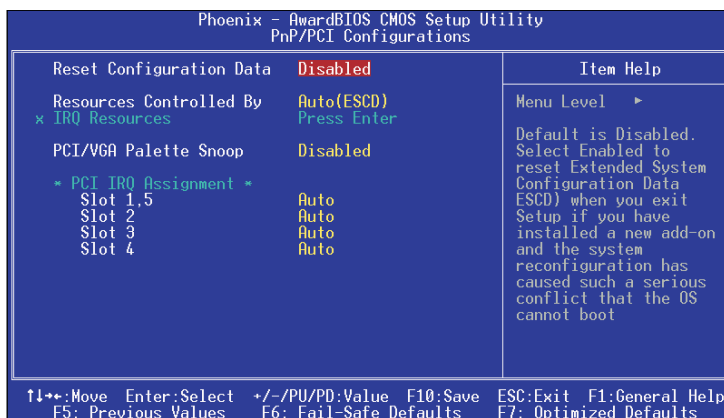 Phoenix - AwardBIOS CMOS Setup Utility
PnP/PCI Configurations
Reset Configuration Data Disabled
Resources Controlled By Auto(ESCD)
x IRQ Resources Press Enter
PCI/VGA Palette Snoop Disabled
* PCI IRQ Assignment *
Slot 1,5 Auto
Slot 2 Auto
Slot 3 Auto
Slot 4 Auto
Item Help
Menu Level ►
Default is Disabled.
Select Enabled to
reset Extended System
Configuration Data
ESCD) when you exit
Setup if you have
installed a new add-on
and the system
reconfiguration has
caused such a serious
conflict that the OS
cannot boot
↑↓→←:Move Enter:Select +/-/PU/PD:Value F10:Save ESC:Exit F1:General Help
F5: Previous Values F6: Fail-Safe Defaults F7: Optimized Defaults